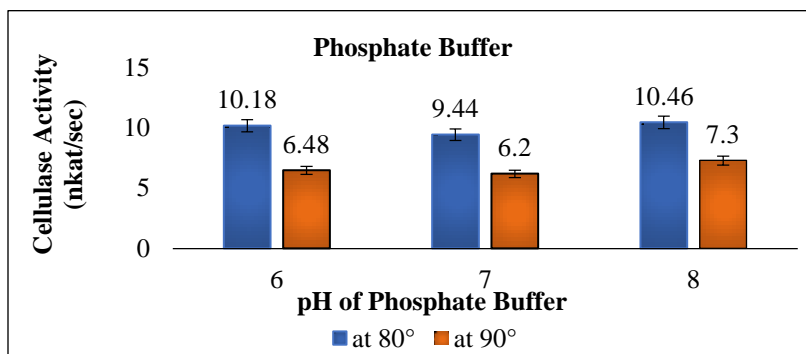 Phosphate Buffer
Cellulase Activity
(nkat/sec)
15
10
5
0
10.18
6.48
9.44
6.2
10.46
7.3
6
7
8
pH of Phosphate Buffer
at 80°
at 90°